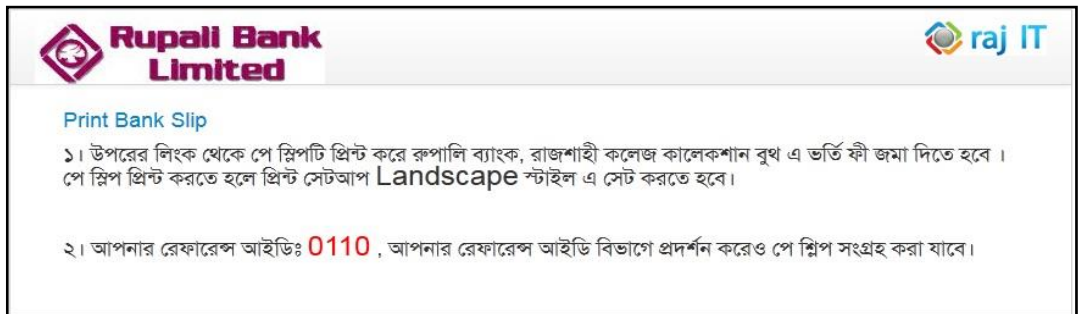 Rupali Bank
Limited
raj IT
Print Bank Slip
১। উপরের লিংক থেকে পে স্লিপটি প্রিন্ট করে রুপালি ব্যাংক, রাজশাহী কলেজ কালেকশান বুথ এ ভর্তি ফী জমা দিতে হবে ।
পে স্লিপ প্রিন্ট করতে হলে প্রিন্ট সেটআপ Landscape স্টাইল এ সেট করতে হবে।
২। আপনার রেফারেন্স আইডিঃ 0110 , আপনার রেফারেন্স আইডি বিভাগে প্রদর্শন করেও পে শ্লিপ সংগ্রহ করা যাবে।